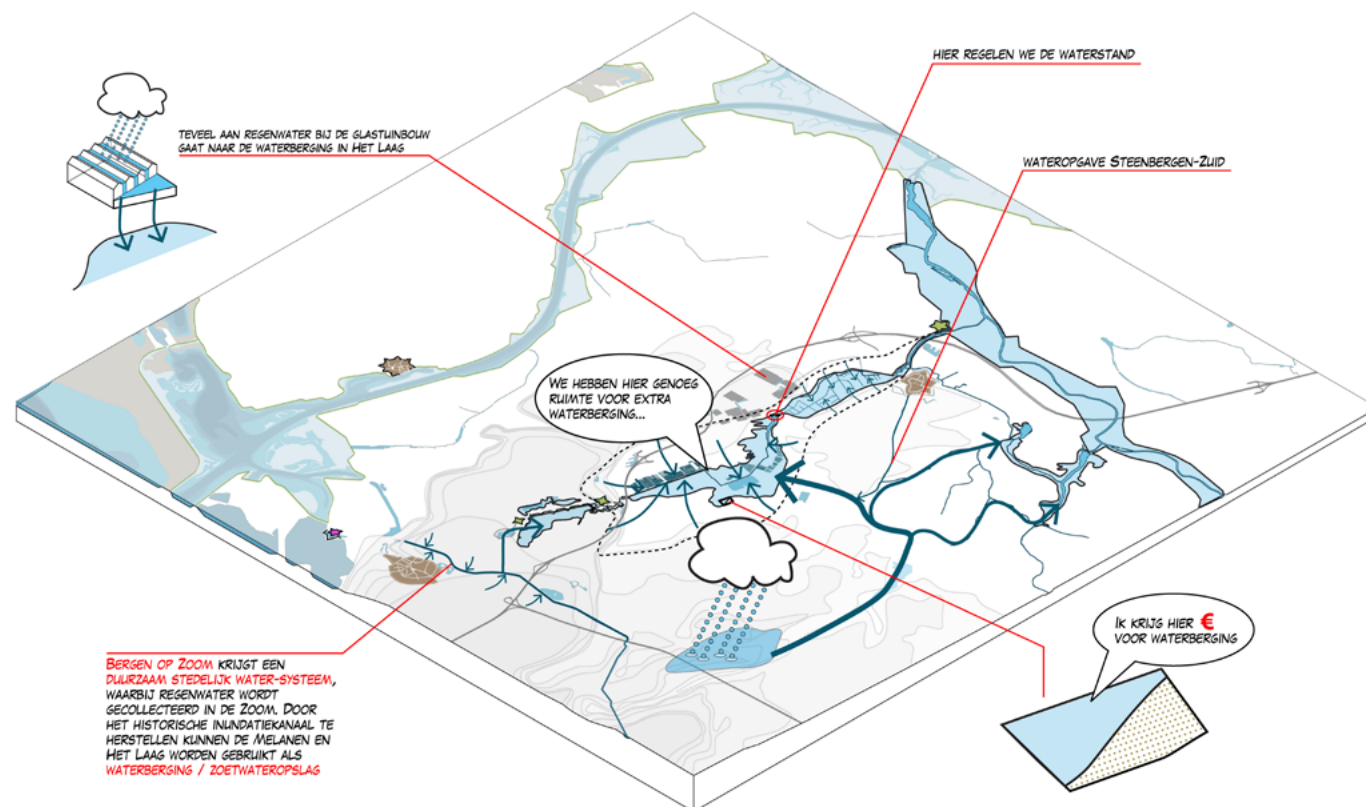 HIER REGELEN WE DE WATERSTAND
TEVEEL AAN REGENWATER BIJ DE GLASTUINBOUW
GAAT NAAR DE WATERBERGING IN HET LAAG
WATEROPGAVE STEENBERGEN-ZUID
WE HEBBEN HIER GENOEG
RUIMTE VOOR EXTRA
WATERBERGING...
IK KRIJG HIER €
VOOR WATERBERGING
BERGEN OP ZOOM KRIJGT EEN
DUURZAAM STEDELIJK WATER-SYSTEEM,
WAARBIJ REGENWATER WORDT
GECOLLECTEERD IN DE ZOOM. DOOR
HET HISTORISCHE INUNDATIEKANAAL TE
HERSTELLEN KUNNEN DE MELANEN EN
HET LAAG WORDEN GEBRUIKT ALS
WATERBERGING / ZOETWATEROPSLAG